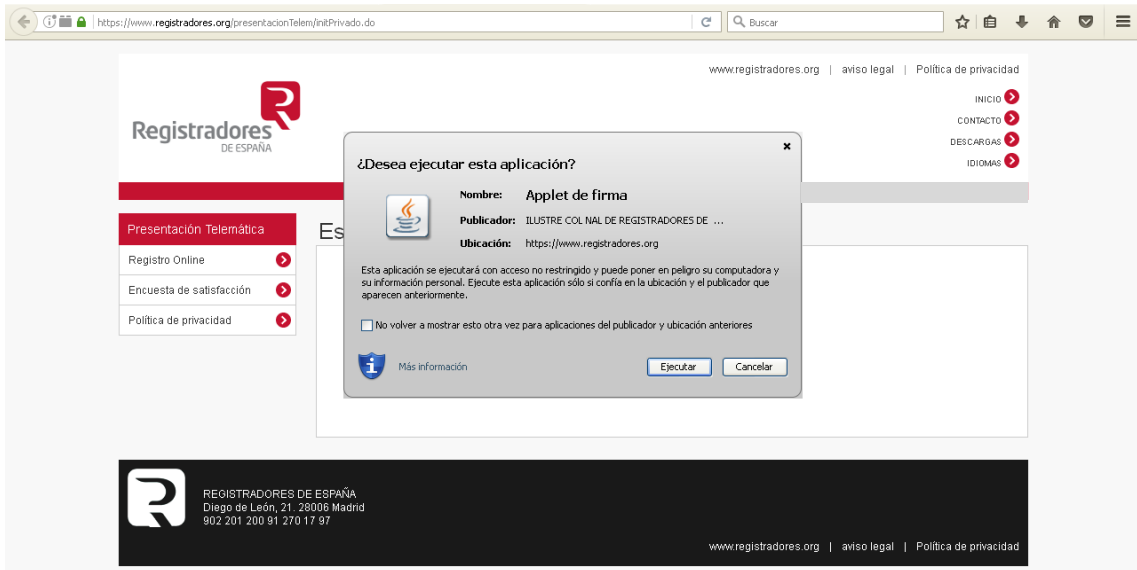 https://www.registradores.org/presentacionTelem/initPrivado.do
Buscar
www.registradores.org | aviso legal | Política de privacidad
INICIO
CONTACTO
DESCARGAS
IDIOMAS
Registradores
DE ESPAÑA
Presentación Telemática
Registro Online
Encuesta de satisfacción
Política de privacidad
Es
¿Desea ejecutar esta aplicación?
Nombre: Applet de firma
Publicador: ILUSTRE COL NAL DE REGISTRADORES DE ...
Ubicación: https://www.registradores.org
Esta aplicación se ejecutará con acceso no restringido y puede poner en peligro su computadora y
su información personal. Ejecute esta aplicación sólo si confía en la ubicación y el publicador que
aparecen anteriormente.
No volver a mostrar esto otra vez para aplicaciones del publicador y ubicación anteriores
Más información
Ejecutar
Cancelar
REGISTRADORES DE ESPAÑA
Diego de León, 21. 28006 Madrid
902 201 200 91 270 17 97
www.registradores.org | aviso legal | Política de privacidad